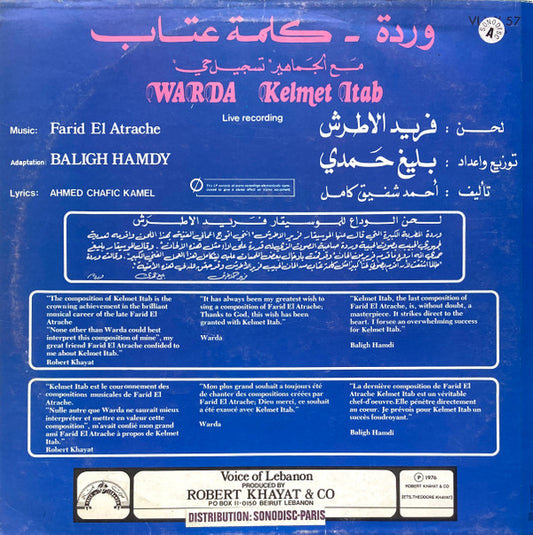 وردة - كلمة عتاب
مع الجماهير "تسجيل حي"
WARDA Kelmet Itab
Live recording
SONODISC
A
57
Music: Farid El Atrache
لحن : فريد الاطرش
Adaptation: BALIGH HAMDY
توزيع واعداد : بليغ حمدي
Lyrics: AHMED CHAFIC KAMEL
تأليف : أحمد شفيق كامل
لحن الوداع للموسيقار فريد الاطرش
"The composition of Kelmet Itab is the
crowning achievement in the brilliant
musical career of the late Farid El
Atrache
"None other than Warda could best
interpret this composition of mine", my
great friend Farid El Atrache confided to
me about Kelmet Itab."
Robert Khayat
"It has always been my greatest wish to
sing a composition of Farid El Atrache;
Thanks to God, this wish has been
granted with Kelmet Itab."
Warda
"Kelmet Itab, the last composition of
Farid El Atrache, is, without doubt, a
masterpiece. It strikes direct to the
heart. I forsee an overwhelming success
for Kelmet Itab."
Baligh Hamdi
"Kelmet Itab est le couronnement des
compositions musicales de Farid El
Atrache.
"Nulle autre que Warda ne saurait mieux
interpréter et mettre en valeur cette
composition", m'avait confié mon grand
ami Farid El Atrache à propos de Kelmet
Itab."
Robert Khayat
"Mon plus grand souhait a toujours été
de chanter des compositions créees par
Farid El Atrache; Dieu merci, ce souhait
a été exaucé avec Kelmet Itab."
Warda
"La dernière composition de Farid El
Atrache Kelmet Itab est un véritable
chef-d'oeuvre. Elle pénètre directement
au coeur. Je prévois pour Kelmet Itab un
succès foudroyant."
Baligh Hamdi
Voice of Lebanon
PRODUCED BY
ROBERT KHAYAT & CO
PO BOX 11-0150 BEIRUT LEBANON
DISTRIBUTION: SONODISC-PARIS
℗ 1976
ROBERT KHAYAT & CO
(ETS.THEODORE KHAYAT)